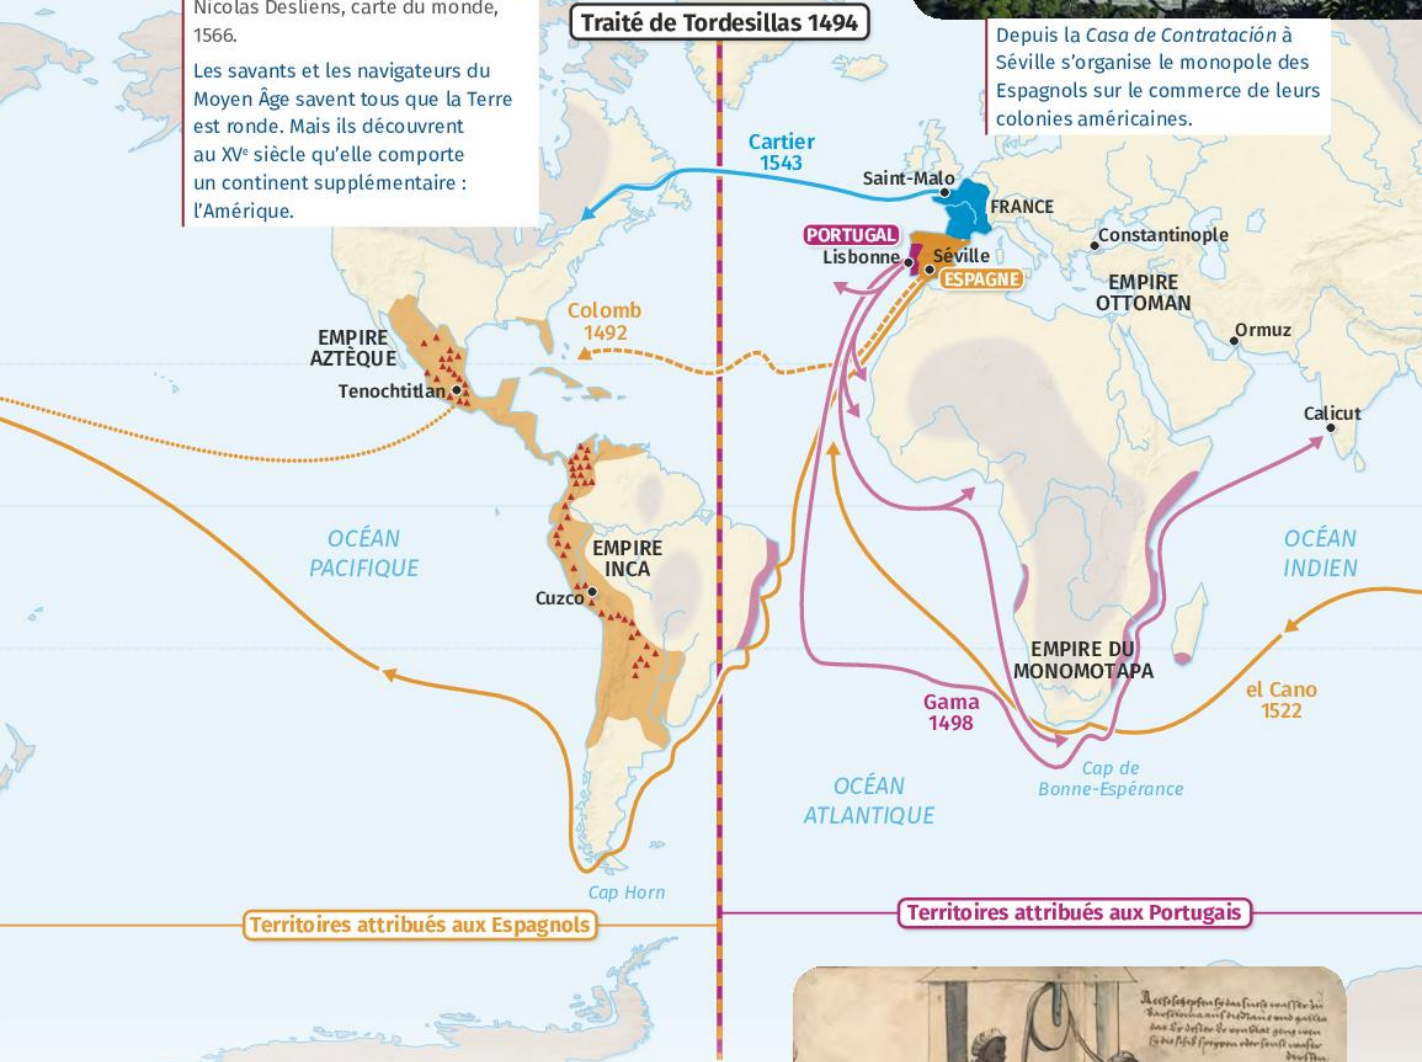 Nicolas Desliens, carte du monde,
1566.
Les savants et les navigateurs du
Moyen Âge savent tous que la Terre
est ronde. Mais ils découvrent
au XVᵉ siècle qu’elle comporte
un continent supplémentaire :
l’Amérique.
Traité de Tordesillas 1494
Depuis la Casa de Contratación à
Séville s’organise le monopole des
Espagnols sur le commerce de leurs
colonies américaines.
Cartier
1543
Saint-Malo
FRANCE
PORTUGAL
Lisbonne
Séville
ESPAGNE
Constantinople
EMPIRE
OTTOMAN
Ormuz
Calicut
Colomb
1492
EMPIRE
AZTÈQUE
Tenochtitlan
OCÉAN
PACIFIQUE
EMPIRE
INCA
Cuzco
OCÉAN
INDIEN
EMPIRE DU
MONOMOTAPA
Gama
1498
el Cano
1522
Cap de
Bonne-Espérance
OCÉAN
ATLANTIQUE
Cap Horn
Territoires attribués aux Espagnols
Territoires attribués aux Portugais